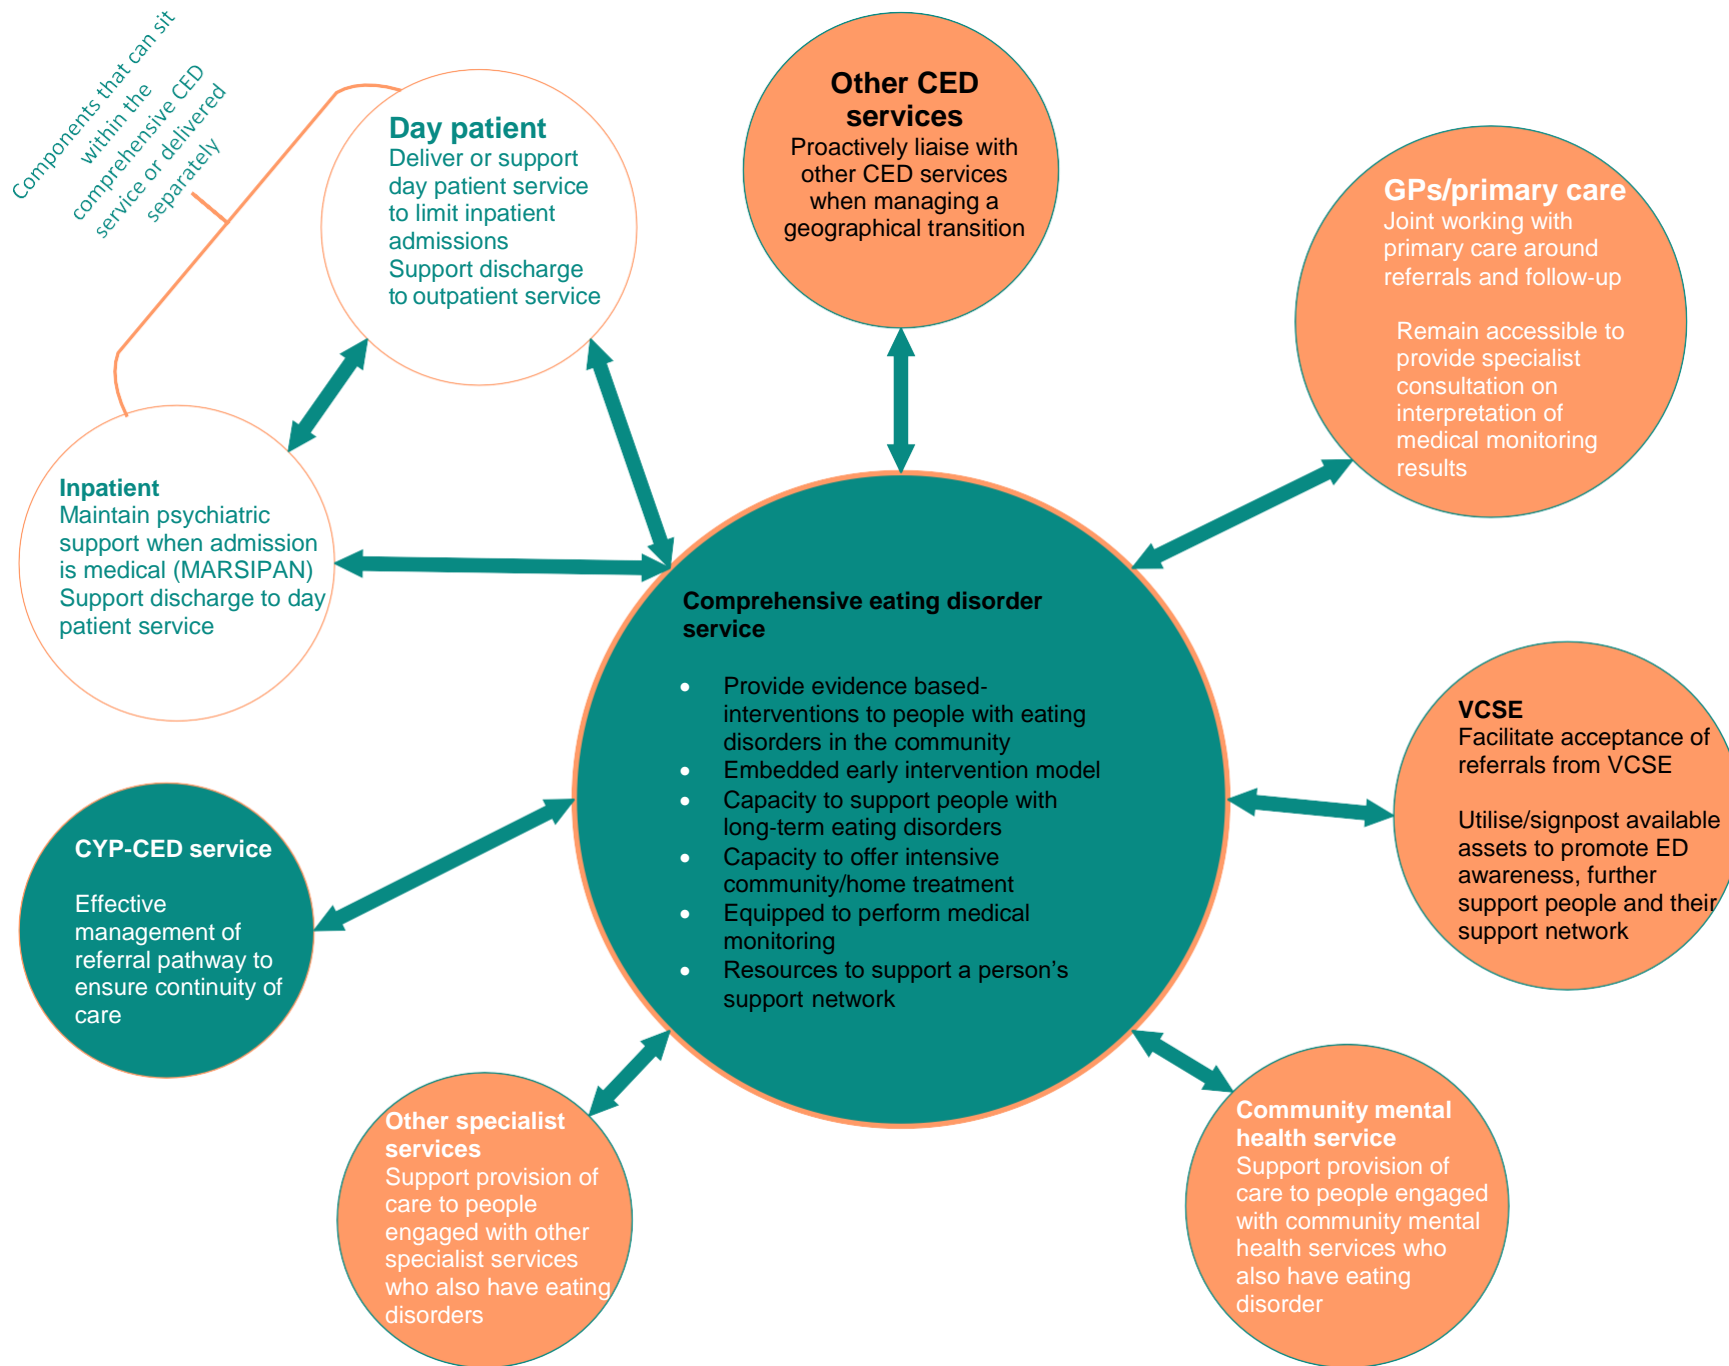 Components that can sit
within the
comprehensive CED
service or delivered
separately
Day patient
Deliver or support
day patient service
to limit inpatient
admissions
Support discharge
to outpatient service
Other CED
services
Proactively liaise with
other CED services
when managing a
geographical transition
GPs/primary care
Joint working with
primary care around
referrals and follow-up
Remain accessible to
provide specialist
consultation on
interpretation of
medical monitoring
results
Inpatient
Maintain psychiatric
support when admission
is medical (MARSIPAN)
Support discharge to day
patient service
Comprehensive eating disorder
service
• Provide evidence based-
interventions to people with eating
disorders in the community
• Embedded early intervention model
• Capacity to support people with
long-term eating disorders
• Capacity to offer intensive
community/home treatment
• Equipped to perform medical
monitoring
• Resources to support a person’s
support network
VCSE
Facilitate acceptance of
referrals from VCSE
Utilise/signpost available
assets to promote ED
awareness, further
support people and their
support network
CYP-CED service
Effective
management of
referral pathway to
ensure continuity of
care
Other specialist
services
Support provision of
care to people
engaged with other
specialist services
who also have eating
disorders
Community mental
health service
Support provision of
care to people engaged
with community mental
health services who
also have eating
disorder